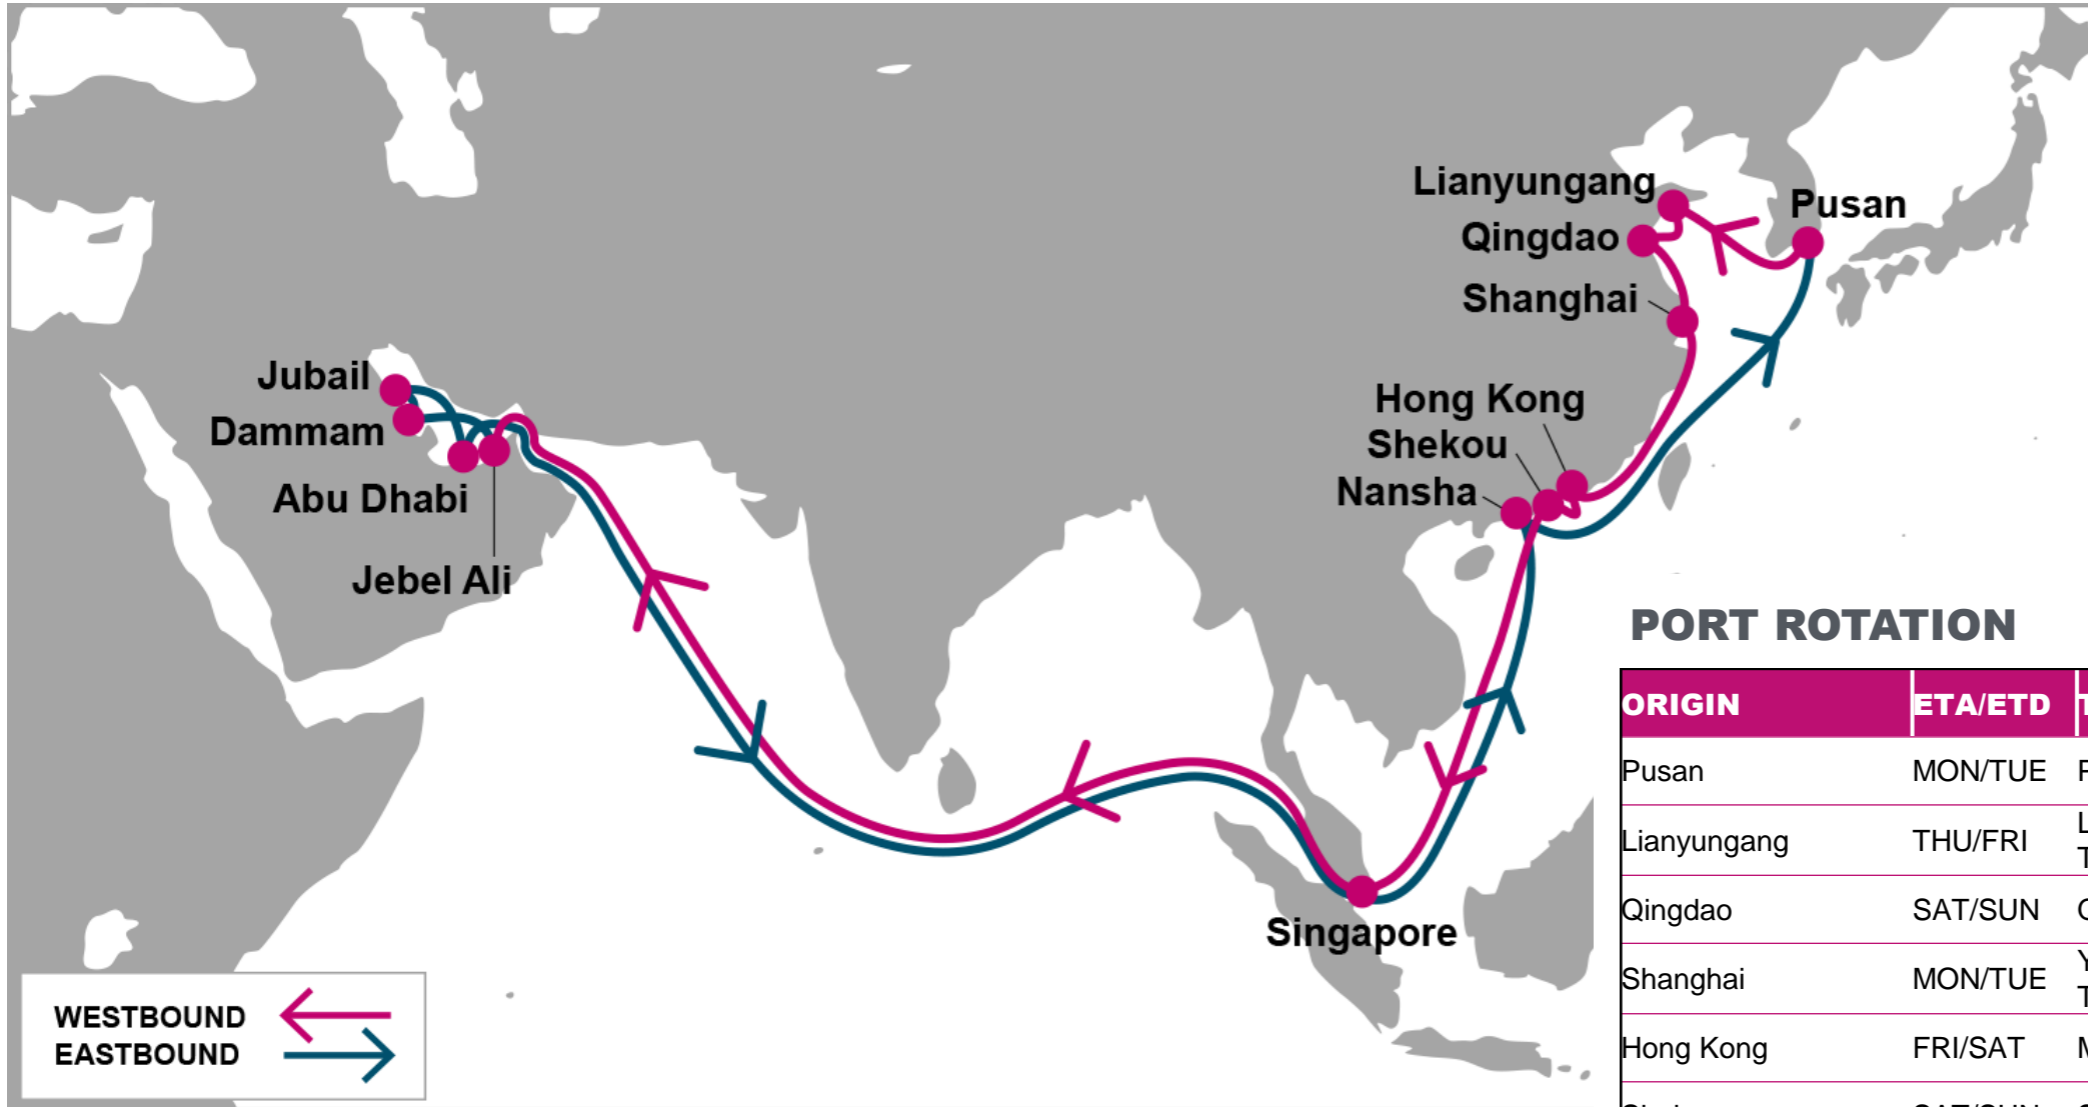 Lianyungang
Pusan
Qingdao
Shanghai
Jubail
Hong Kong
Dammam
Shekou
Nansha
Abu Dhabi
Jebel Ali
Singapore
WESTBOUND
EASTBOUND
PORT ROTATION
ORIGIN ETA/ETD
Pusan MON/TUE
Lianyungang THU/FRI
Qingdao SAT/SUN
Shanghai MON/TUE
Hong Kong FRI/SAT